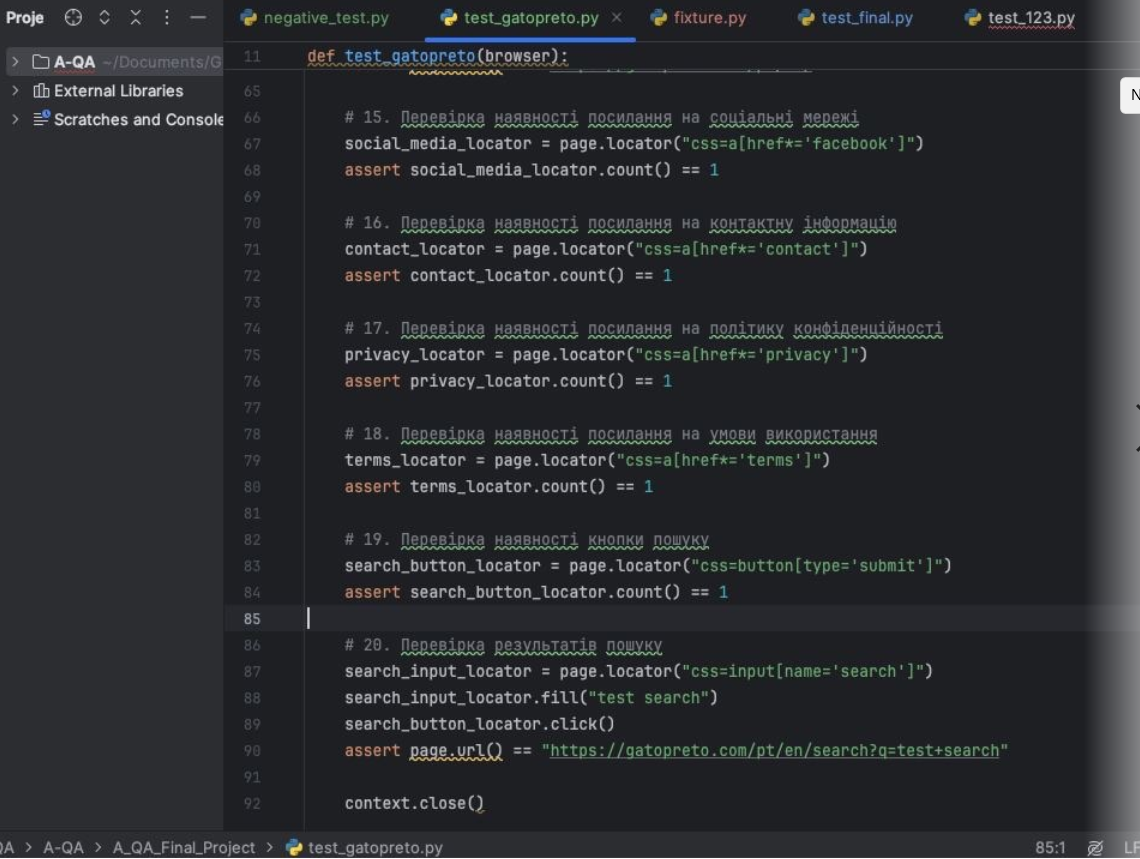 Proje
negative_test.py
test_gatopreto.py
fixture.py
test_final.py
test_123.py
A-QA ~/Documents/G
External Libraries
Scratches and Console
11 def test_gatopreto(browser):
65
66 # 15. Перевірка наявності посилання на соціальні мережі
67 social_media_locator = page.locator("css=a[href*='facebook']")
68 assert social_media_locator.count() == 1
69
70 # 16. Перевірка наявності посилання на контактну інформацію
71 contact_locator = page.locator("css=a[href*='contact']")
72 assert contact_locator.count() == 1
73
74 # 17. Перевірка наявності посилання на політику конфіденційності
75 privacy_locator = page.locator("css=a[href*='privacy']")
76 assert privacy_locator.count() == 1
77
78 # 18. Перевірка наявності посилання на умови використання
79 terms_locator = page.locator("css=a[href*='terms']")
80 assert terms_locator.count() == 1
81
82 # 19. Перевірка наявності кнопки пошуку
83 search_button_locator = page.locator("css=button[type='submit']")
84 assert search_button_locator.count() == 1
85
86 # 20. Перевірка результатів пошуку
87 search_input_locator = page.locator("css=input[name='search']")
88 search_input_locator.fill("test search")
89 search_button_locator.click()
90 assert page.url() == "https://gatopreto.com/pt/en/search?q=test+search"
91
92 context.close()
QA > A-QA > A_QA_Final_Project > test_gatopreto.py
85:1 LF